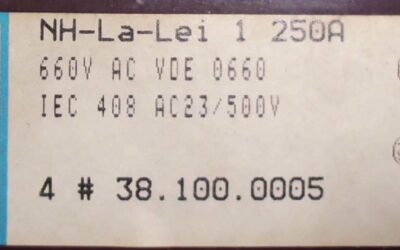 NH-La-Lei 1 250A
660V AC VDE 0660
IEC 408 AC23/500V
4 # 38.100.0005